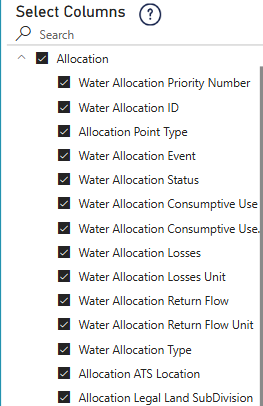 Select Columns ?
Search
Allocation
Water Allocation Priority Number
Water Allocation ID
Allocation Point Type
Water Allocation Event
Water Allocation Status
Water Allocation Consumptive Use
Water Allocation Consumptive Use.
Water Allocation Losses
Water Allocation Losses Unit
Water Allocation Return Flow
Water Allocation Return Flow Unit
Water Allocation Type
Allocation ATS Location
Allocation Legal Land SubDivision